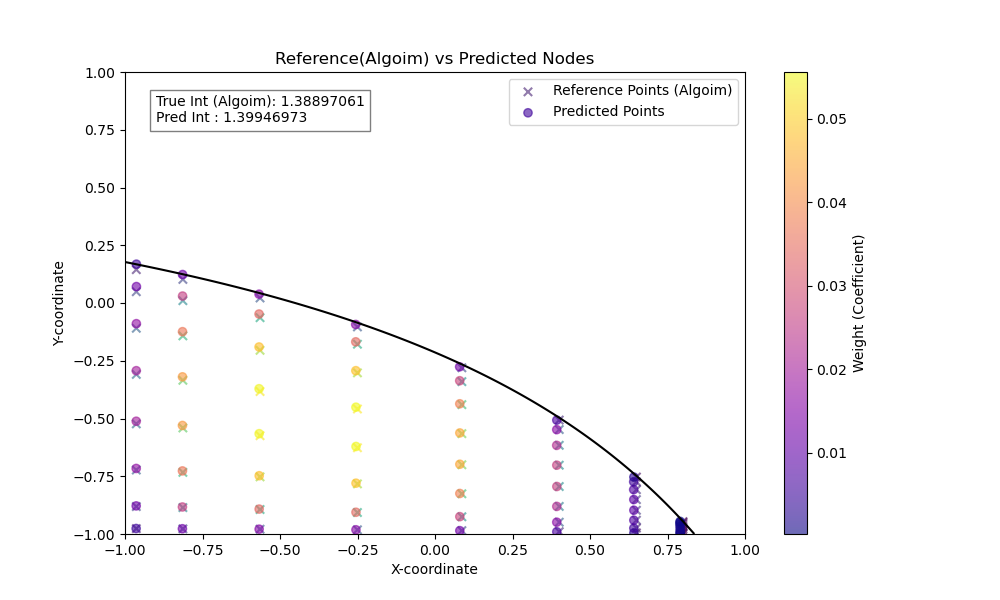 Reference(Algoim) vs Predicted Nodes
True Int (Algoim): 1.38897061
Pred Int : 1.39946973
Reference Points (Algoim)
Predicted Points
1.00
0.75
0.50
0.25
0.00
−0.25
−0.50
−0.75
−1.00
Y-coordinate
−1.00 −0.75 −0.50 −0.25 0.00 0.25 0.50 0.75 1.00
X-coordinate
0.05
0.04
0.03
0.02
0.01
Weight (Coefficient)